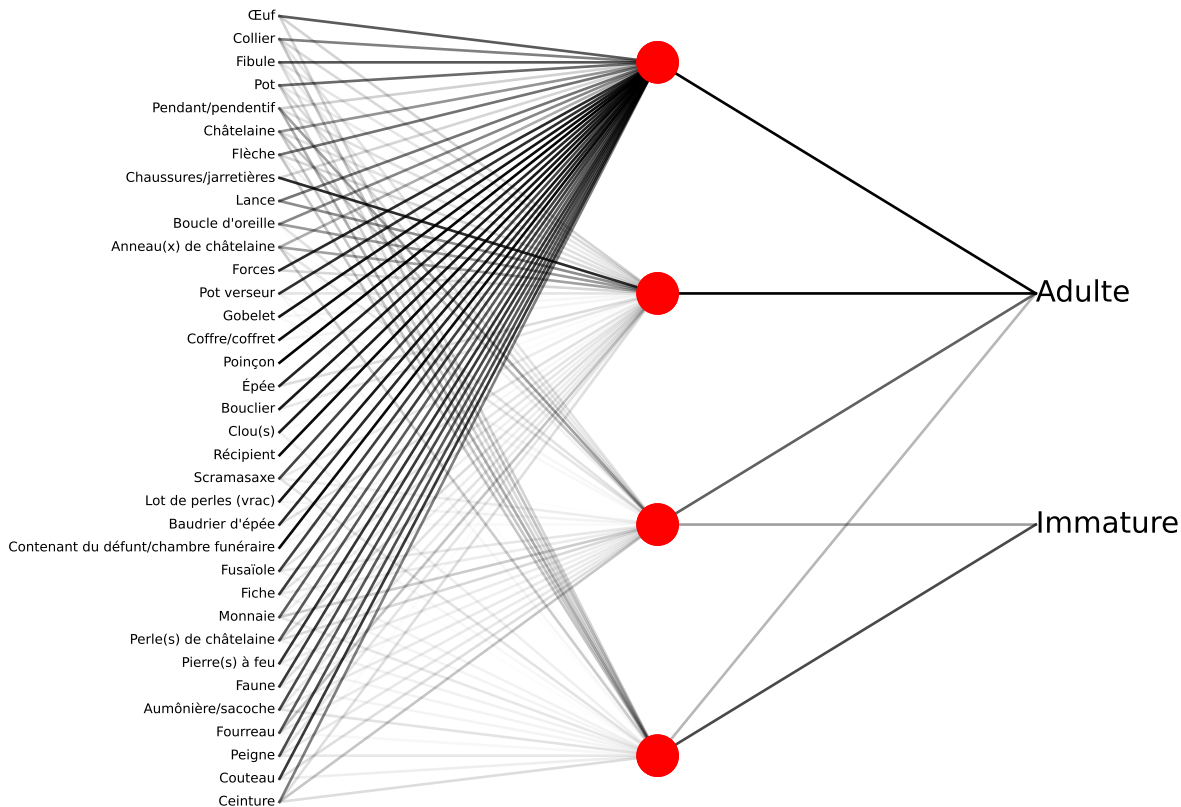 Œuf
Collier
Fibule
Pot
Pendant/pendentif
Châtelaine
Flèche
Chaussures/jarretières
Lance
Boucle d'oreille
Anneau(x) de châtelaine
Forces
Pot verseur
Gobelet
Coffre/coffret
Poinçon
Épée
Bouclier
Clou(s)
Récipient
Scramasaxe
Lot de perles (vrac)
Baudrier d'épée
Contenant du défunt/chambre funéraire
Fusaïole
Fiche
Monnaie
Perle(s) de châtelaine
Pierre(s) à feu
Faune
Aumônière/sacoche
Fourreau
Peigne
Couteau
Ceinture
Adulte
Immature